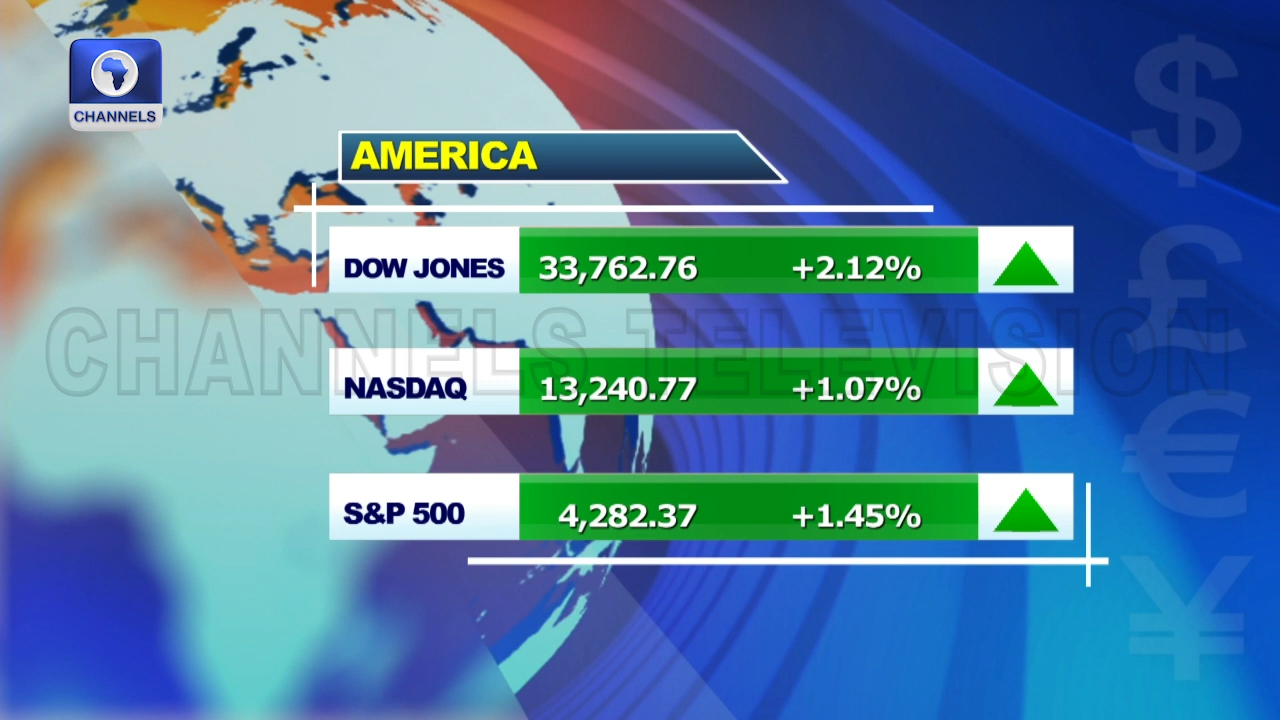 CHANNELS
AMERICA
DOW JONES 33,762.76 +2.12%
CHANNELS TELEVISION
NASDAQ 13,240.77 +1.07%
S&P 500 4,282.37 +1.45%
$
£
€
¥